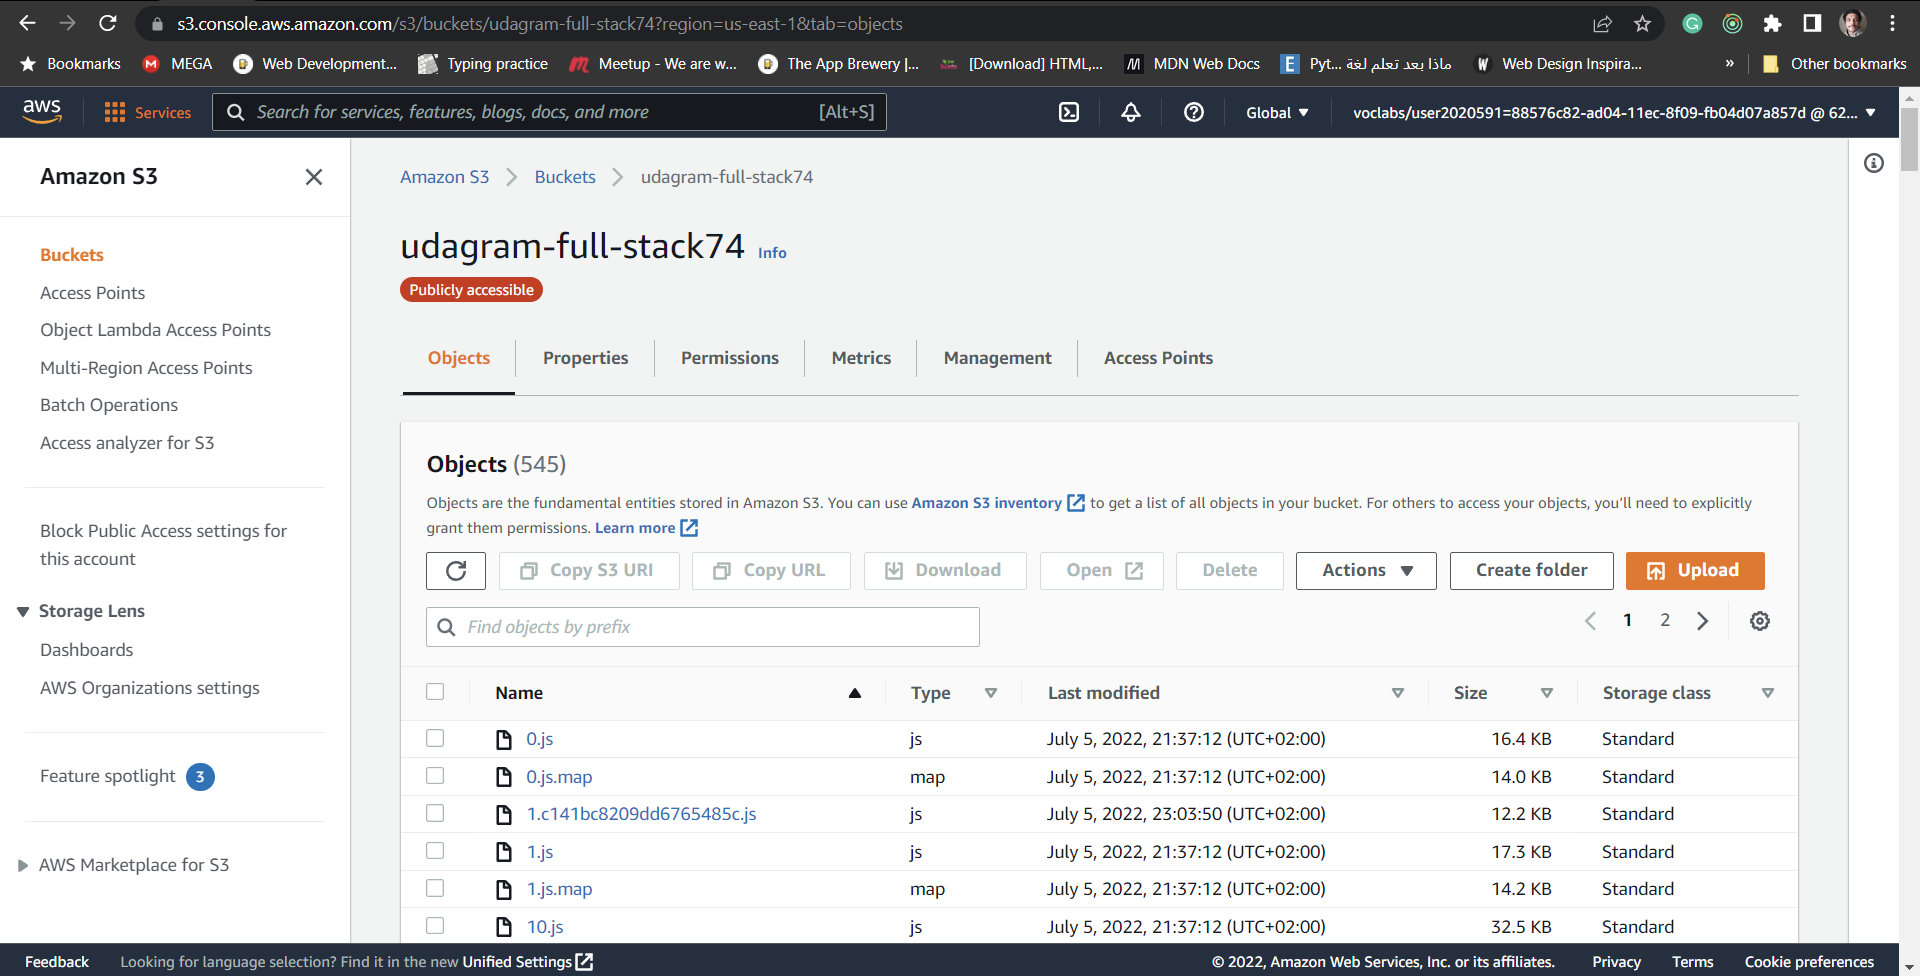 s3.console.aws.amazon.com/s3/buckets/udagram-full-stack74?region=us-east-1&tab=objects
Bookmarks MEGA Web Development... Typing practice Meetup - We are w... The App Brewery |... [Download] HTML,... MDN Web Docs Pyt... ماذا بعد تعلم لغة Web Design Inspira... » Other bookmarks
aws Services Search for services, features, blogs, docs, and more [Alt+S] Global voclabs/user2020591=88576c82-ad04-11ec-8f09-fb04d07a857d @ 62...
Amazon S3
Buckets
Access Points
Object Lambda Access Points
Multi-Region Access Points
Batch Operations
Access analyzer for S3
Block Public Access settings for
this account
Storage Lens
Dashboards
AWS Organizations settings
Feature spotlight 3
AWS Marketplace for S3
Amazon S3 Buckets udagram-full-stack74
udagram-full-stack74 Info
Publicly accessible
Objects Properties Permissions Metrics Management Access Points
Objects (545)
Objects are the fundamental entities stored in Amazon S3. You can use Amazon S3 inventory to get a list of all objects in your bucket. For others to access your objects, you'll need to explicitly
grant them permissions. Learn more
Copy S3 URI Copy URL Download Open Delete Actions Create folder Upload
Find objects by prefix 1 2
Name Type Last modified Size Storage class
0.js js July 5, 2022, 21:37:12 (UTC+02:00) 16.4 KB Standard
0.js.map map July 5, 2022, 21:37:12 (UTC+02:00) 14.0 KB Standard
1.c141bc8209dd6765485c.js js July 5, 2022, 23:03:50 (UTC+02:00) 12.2 KB Standard
1.js js July 5, 2022, 21:37:12 (UTC+02:00) 17.3 KB Standard
1.js.map map July 5, 2022, 21:37:12 (UTC+02:00) 14.2 KB Standard
10.js js July 5, 2022, 21:37:12 (UTC+02:00) 32.5 KB Standard
Feedback Looking for language selection? Find it in the new Unified Settings © 2022, Amazon Web Services, Inc. or its affiliates. Privacy Terms Cookie preferences